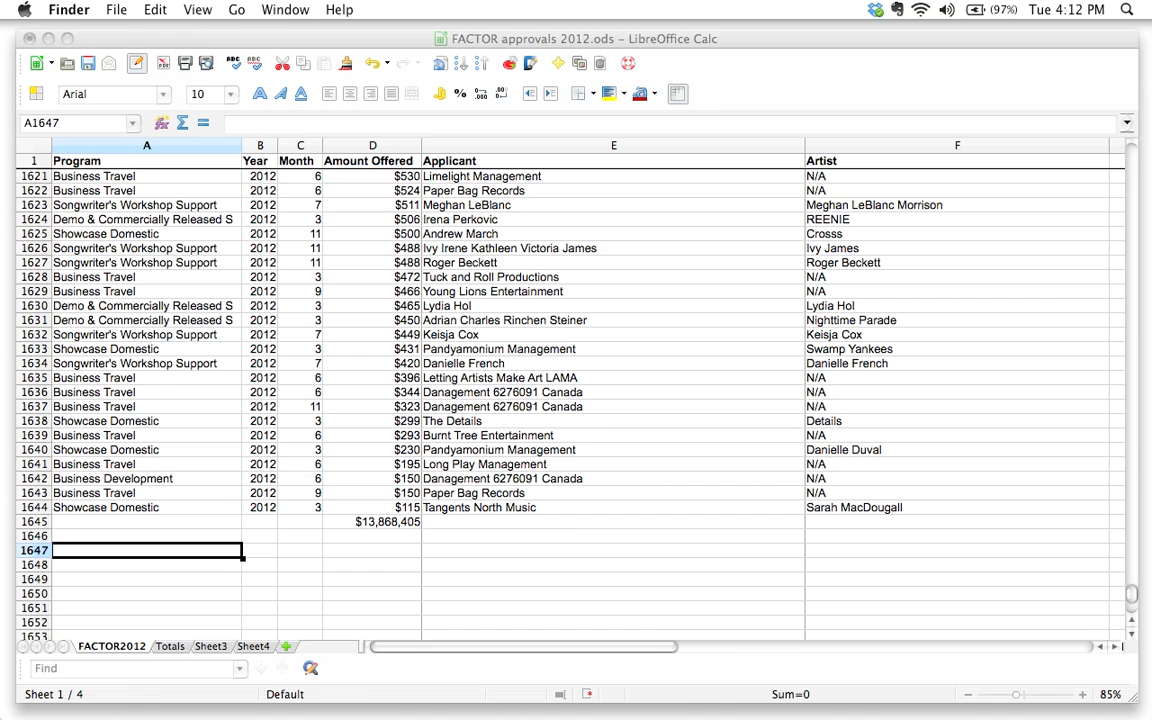 Finder File Edit View Go Window Help (97%) Tue 4:12 PM
FACTOR approvals 2012.ods – LibreOffice Calc
Arial 10
A1647
A B C D E F
1 Program Year Month Amount Offered Applicant Artist
1621 Business Travel 2012 6 $530 Limelight Management N/A
1622 Business Travel 2012 6 $524 Paper Bag Records N/A
1623 Songwriter's Workshop Support 2012 7 $511 Meghan LeBlanc Meghan LeBlanc Morrison
1624 Demo & Commercially Released S 2012 3 $506 Irena Perkovic REENIE
1625 Showcase Domestic 2012 11 $500 Andrew March Crosss
1626 Songwriter's Workshop Support 2012 11 $488 Ivy Irene Kathleen Victoria James Ivy James
1627 Songwriter's Workshop Support 2012 11 $488 Roger Beckett Roger Beckett
1628 Business Travel 2012 3 $472 Tuck and Roll Productions N/A
1629 Business Travel 2012 9 $466 Young Lions Entertainment N/A
1630 Demo & Commercially Released S 2012 3 $465 Lydia Hol Lydia Hol
1631 Demo & Commercially Released S 2012 3 $450 Adrian Charles Rinchen Steiner Nighttime Parade
1632 Songwriter's Workshop Support 2012 7 $449 Keisja Cox Keisja Cox
1633 Showcase Domestic 2012 3 $431 Pandyamonium Management Swamp Yankees
1634 Songwriter's Workshop Support 2012 7 $420 Danielle French Danielle French
1635 Business Travel 2012 6 $396 Letting Artists Make Art LAMA N/A
1636 Business Travel 2012 6 $344 Danagement 6276091 Canada N/A
1637 Business Travel 2012 11 $323 Danagement 6276091 Canada N/A
1638 Showcase Domestic 2012 3 $299 The Details Details
1639 Business Travel 2012 6 $293 Burnt Tree Entertainment N/A
1640 Showcase Domestic 2012 3 $230 Pandyamonium Management Danielle Duval
1641 Business Travel 2012 6 $195 Long Play Management N/A
1642 Business Development 2012 6 $150 Danagement 6276091 Canada N/A
1643 Business Travel 2012 9 $150 Paper Bag Records N/A
1644 Showcase Domestic 2012 3 $115 Tangents North Music Sarah MacDougall
1645 $13,868,405
1646
1647
1648
1649
1650
1651
1652
1653
FACTOR2012 Totals Sheet3 Sheet4
Find
Sheet 1 / 4 Default Sum=0 85%